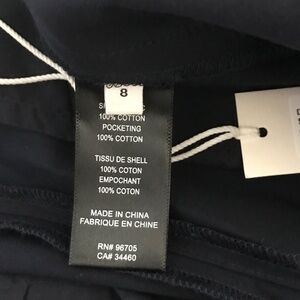 8
100% COTTON
POCKETING
100% COTTON
TISSU DE SHELL
100% COTON
EMPOCHANT
100% COTON
MADE IN CHINA
FABRIQUE EN CHINE
RN# 96705
CA# 34460